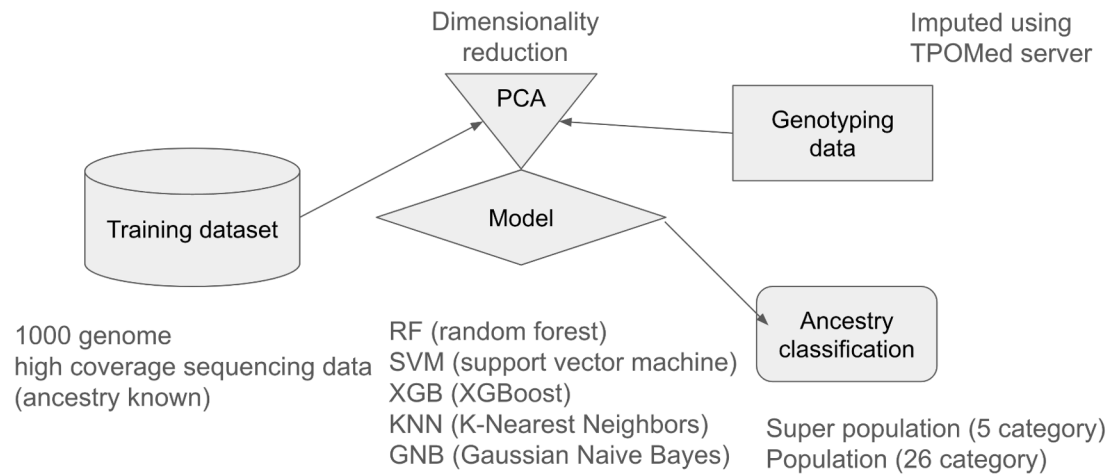 Dimensionality
reduction
Imputed using
TPOMed server
PCA
Genotyping
data
Training dataset
Model
Ancestry
classification
1000 genome
high coverage sequencing data
(ancestry known)
RF (random forest)
SVM (support vector machine)
XGB (XGBoost)
KNN (K-Nearest Neighbors)
GNB (Gaussian Naive Bayes)
Super population (5 category)
Population (26 category)